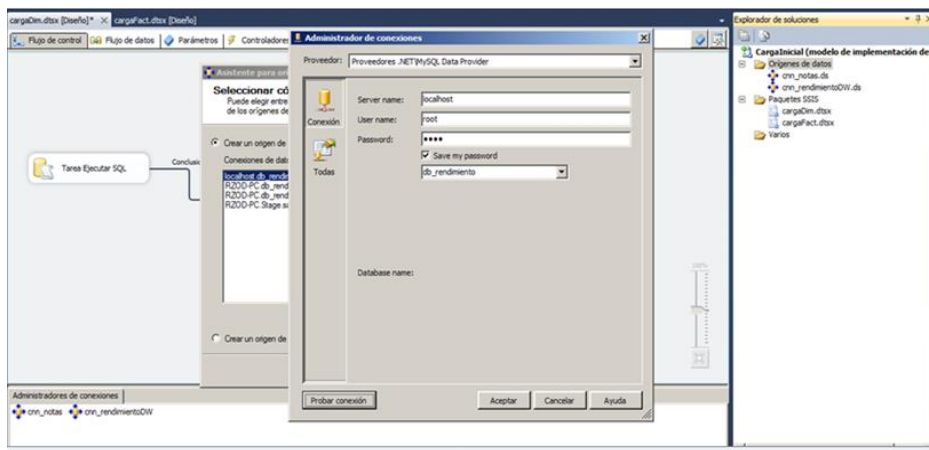 cargaDim.dtsx [Diseño]* cargaFact.dtsx [Diseño]
Flujo de control Flujo de datos Parámetros Controladores
Tarea Ejecutar SQL
Asistente para
Seleccionar có
Puede elegir entre
de los orígenes de
Crear un origen de
Conexiones de dat
localhost.db_rendi
RZOD-PC.db_rend
RZOD-PC.db_rend
RZOD-PC.Stage
Crear un origen de
Administrador de conexiones
Proveedor: Proveedores .NET\MySQL Data Provider
Conexión
Todas
Server name: localhost
User name: root
Password: ••••
Save my password
db_rendimiento
Database name:
Probar conexión Aceptar Cancelar Ayuda
100%
Administradores de conexiones
cnn_notas cnn_rendimientoDW
Explorador de soluciones
CargaInicial (modelo de implementación de
Orígenes de datos
cnn_notas.ds
cnn_rendimientoDW.ds
Paquetes SSIS
cargaDim.dtsx
cargaFact.dtsx
Varios